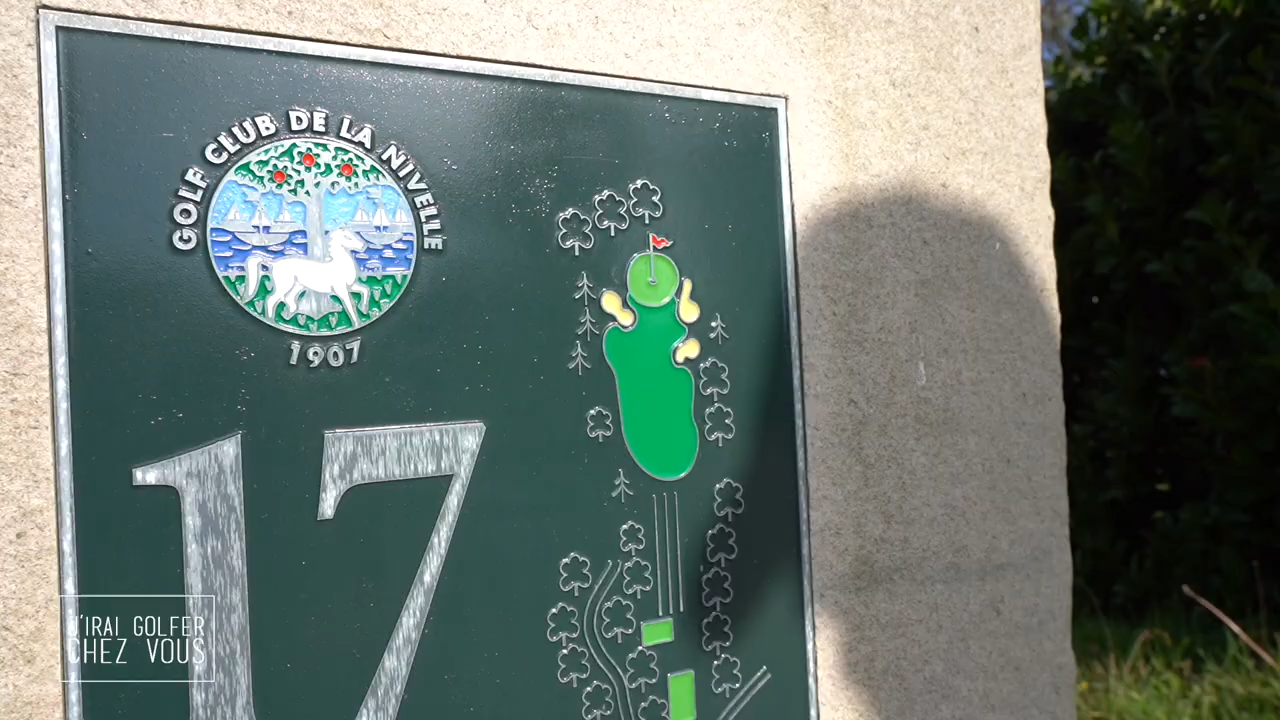 GOLF CLUB DE LA NIVELLE
1907
17
J'IRAI GOLFER
CHEZ VOUS